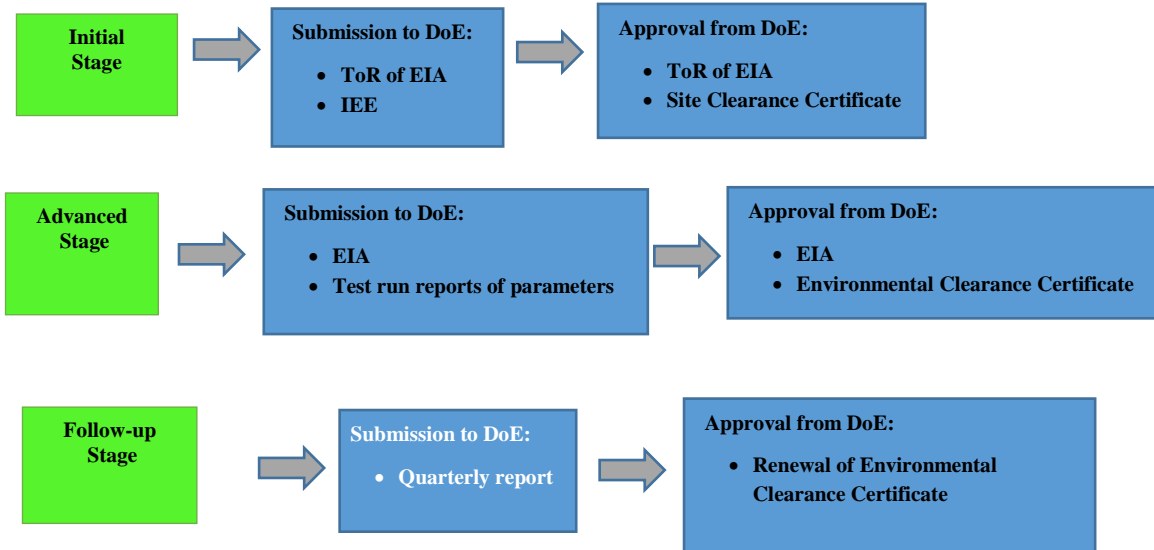 Initial
Stage
Submission to DoE:
• ToR of EIA
• IEE
Approval from DoE:
• ToR of EIA
• Site Clearance Certificate
Advanced
Stage
Submission to DoE:
• EIA
• Test run reports of parameters
Approval from DoE:
• EIA
• Environmental Clearance Certificate
Follow-up
Stage
Submission to DoE:
• Quarterly report
Approval from DoE:
• Renewal of Environmental
Clearance Certificate